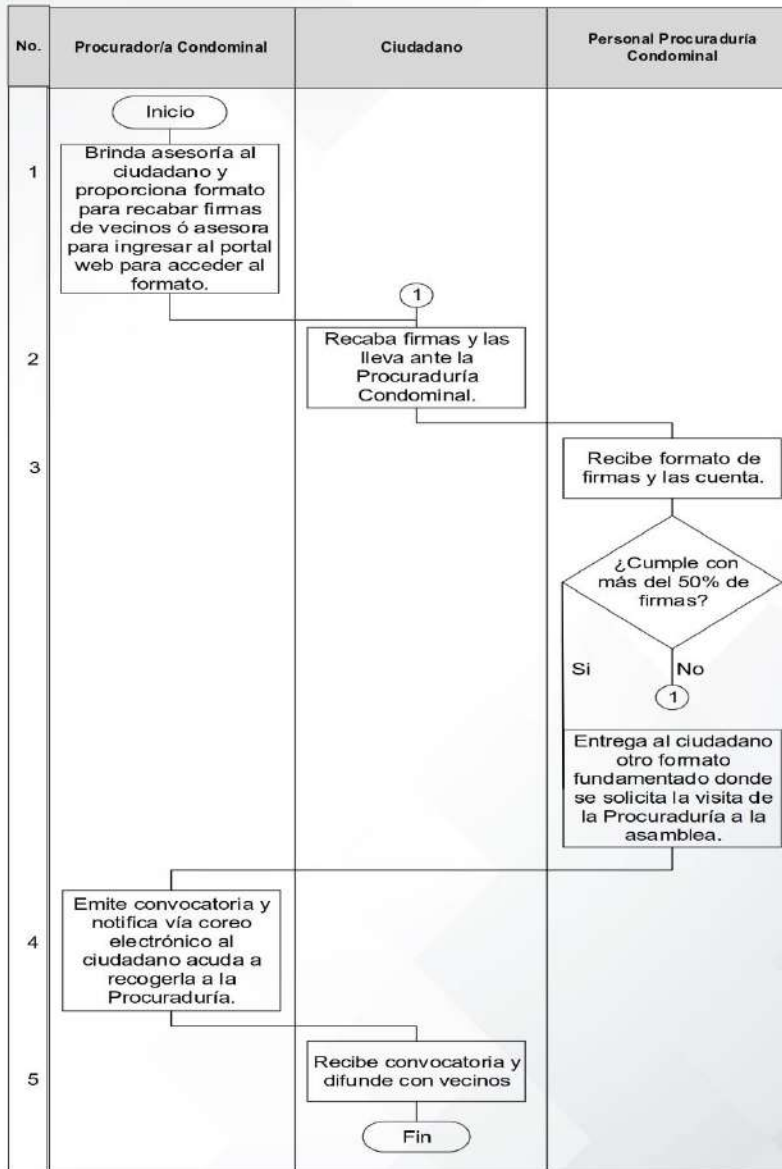 No.
Procurador/a Condominal
Ciudadano
Personal Procuraduría
Condominal
Inicio
1
Brinda asesoría al
ciudadano y
proporciona formato
para recabar firmas
de vecinos ó asesora
para ingresar al portal
web para acceder al
formato.
1
2
Recaba firmas y las
lleva ante la
Procuraduría
Condominal.
3
Recibe formato de
firmas y las cuenta.
¿Cumple con
más del 50% de
firmas?
Si
No
1
Entrega al ciudadano
otro formato
fundamentado donde
se solicita la visita de
la Procuraduría a la
asamblea.
4
Emite convocatoria y
notifica vía coreo
electrónico al
ciudadano acuda a
recogerla a la
Procuraduría.
5
Recibe convocatoria y
difunde con vecinos
Fin